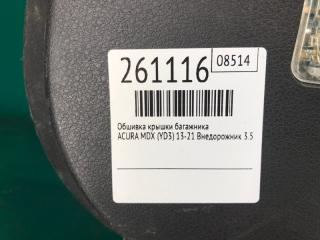 261116 08514
Обшивка крышки багажника
ACURA MDX (YD3) 13-21 Внедорожник 3.5